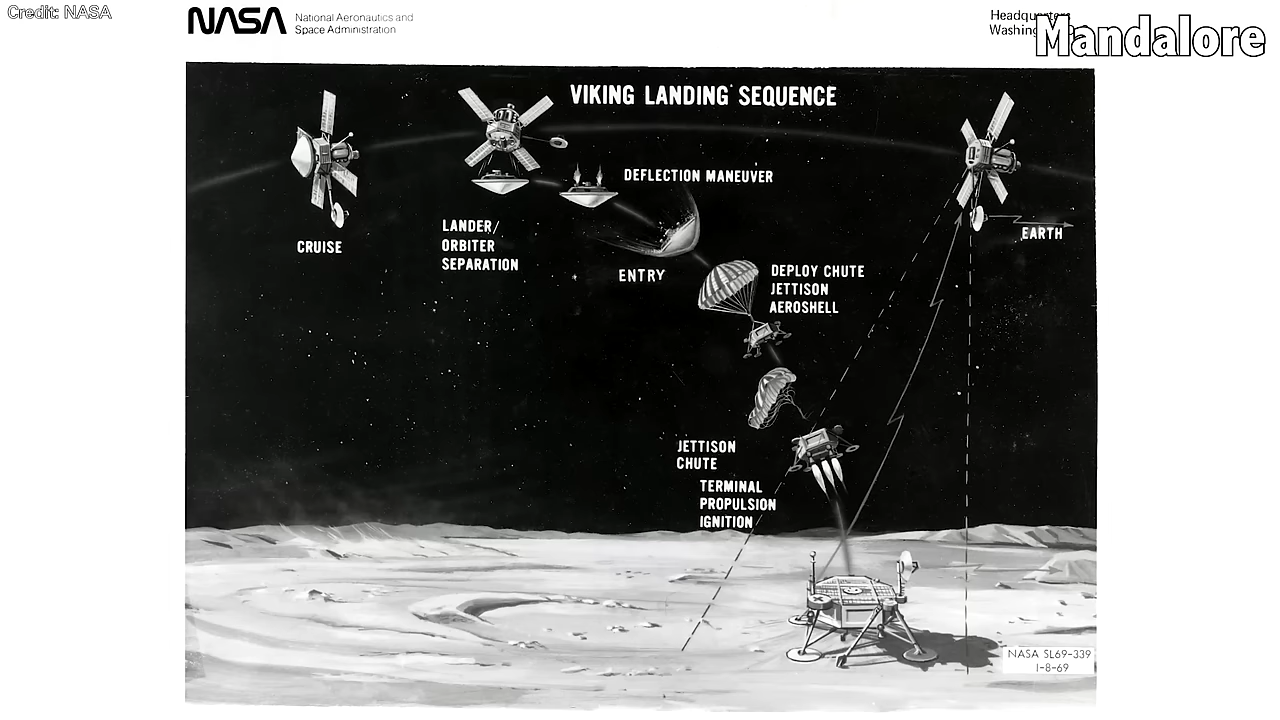 Credit: NASA
NASA National Aeronautics and
Space Administration
Mandalore
VIKING LANDING SEQUENCE
DEFLECTION MANEUVER
CRUISE
LANDER/
ORBITER
SEPARATION
ENTRY
EARTH
DEPLOY CHUTE
JETTISON
AEROSHELL
JETTISON
CHUTE
TERMINAL
PROPULSION
IGNITION
NASA SL69-339
1-8-69